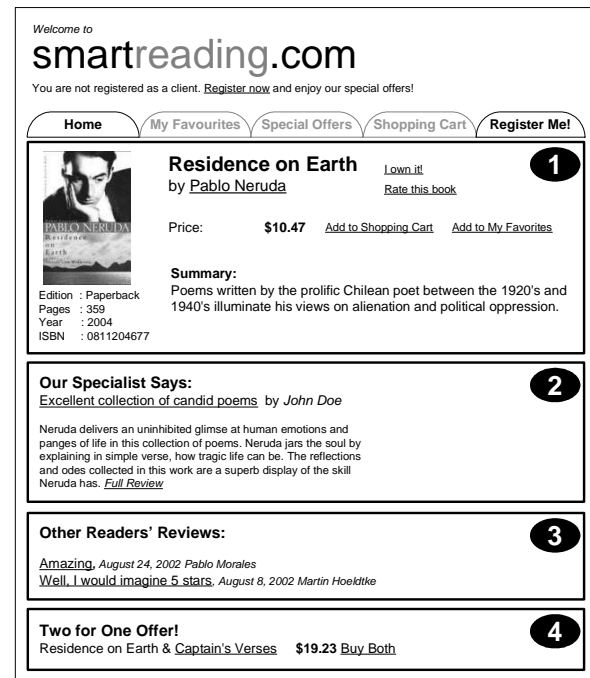 Welcome to
smartreading.com
You are not registered as a client. Register now and enjoy our special offers!
Home My Favourites Special Offers Shopping Cart Register Me!
1
Residence on Earth I own it!
by Pablo Neruda Rate this book
Price: $10.47 Add to Shopping Cart Add to My Favorites
PABLO NERUDA
Residence
on
Earth
Summary:
Poems written by the prolific Chilean poet between the 1920's and
1940's illuminate his views on alienation and political oppression.
Edition : Paperback
Pages : 359
Year : 2004
ISBN : 0811204677
2
Our Specialist Says:
Excellent collection of candid poems by John Doe
Neruda delivers an uninhibited glimse at human emotions and
panges of life in this collection of poems. Neruda jars the soul by
explaining in simple verse, how tragic life can be. The reflections
and odes collected in this work are a superb display of the skill
Neruda has. Full Review
3
Other Readers' Reviews:
Amazing, August 24, 2002 Pablo Morales
Well, I would imagine 5 stars, August 8, 2002 Martin Hoeldtke
4
Two for One Offer!
Residence on Earth & Captain's Verses $19.23 Buy Both